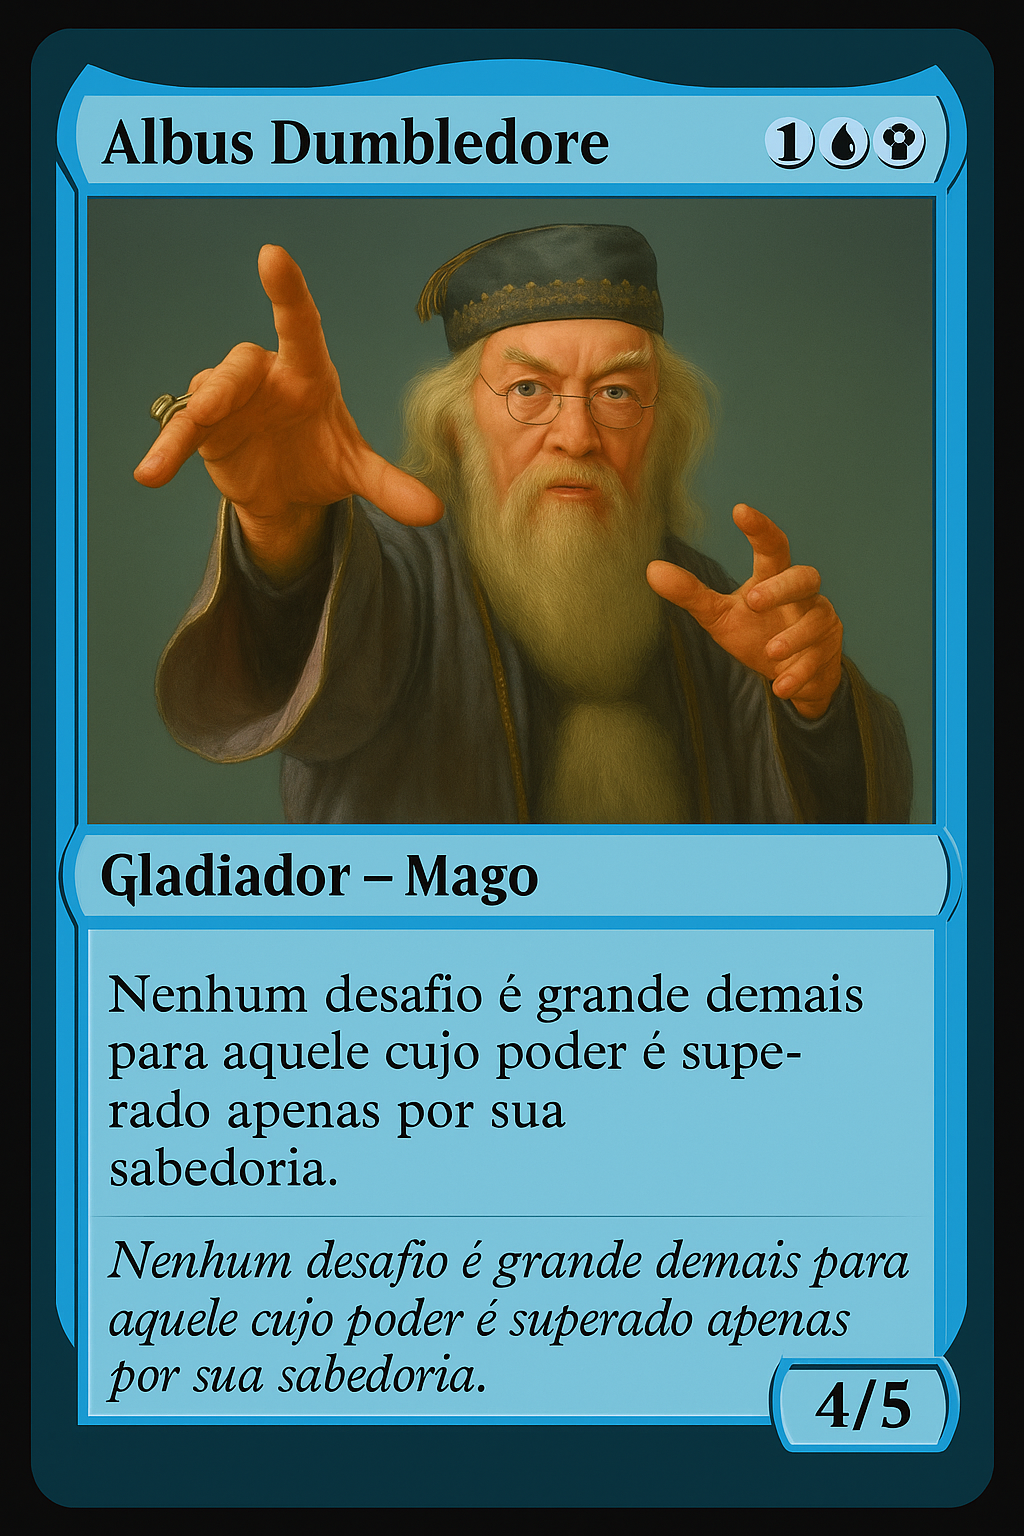 Albus Dumbledore
1
Gladiador – Mago
Nenhum desafio é grande demais
para aquele cujo poder é supe-
rado apenas por sua
sabedoria.
Nenhum desafio é grande demais para
aquele cujo poder é superado apenas
por sua sabedoria.
4/5